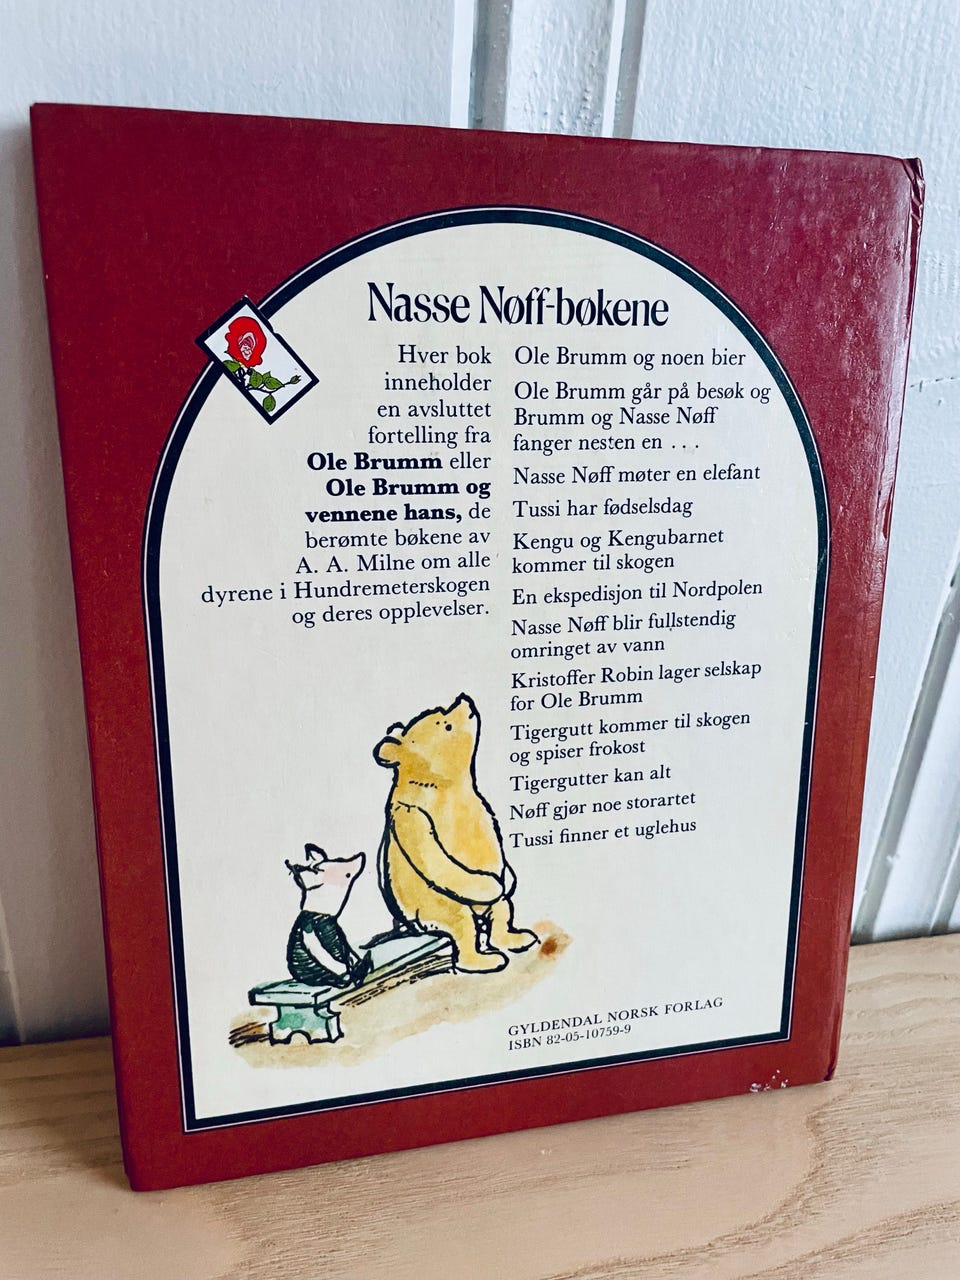 Nasse Nøff-bøkene
Hver bok
inneholder
en avsluttet
fortelling fra
Ole Brumm eller
Ole Brumm og
vennene hans, de
berømte bøkene av
A. A. Milne om alle
dyrene i Hundremeterskogen
og deres opplevelser.
Ole Brumm og noen bier
Ole Brumm går på besøk og
Brumm og Nasse Nøff
fanger nesten en . . .
Nasse Nøff møter en elefant
Tussi har fødselsdag
Kengu og Kengubarnet
kommer til skogen
En ekspedisjon til Nordpolen
Nasse Nøff blir fullstendig
omringet av vann
Kristoffer Robin lager selskap
for Ole Brumm
Tigergutt kommer til skogen
og spiser frokost
Tigergutter kan alt
Nøff gjør noe storartet
Tussi finner et uglehus
GYLDENDAL NORSK FORLAG
ISBN 82-05-10759-9